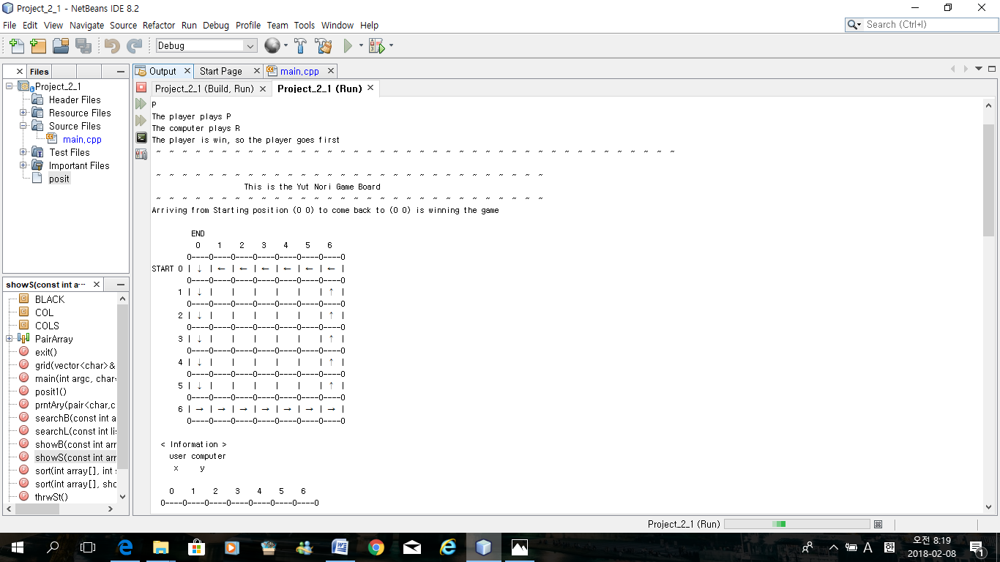 Project_2_1 - NetBeans IDE 8.2
File Edit View Navigate Source Refactor Run Debug Profile Team Tools Window Help
Search (Ctrl+I)
Debug
Files
Project_2_1
Header Files
Resource Files
Source Files
main.cpp
Test Files
Important Files
posit
showS(const int a...
BLACK
COL
COLS
PairArray
exit()
grid(vector<char>&
main(int argc, char*
posit1()
prntAry(pair<char,c
searchB(const int a
searchL(const int li
showB(const int arr
showS(const int arr
sort(int array[], int s
sort(int array[], sho
thrwSt()
Output
Start Page
main.cpp
Project_2_1 (Build, Run)
Project_2_1 (Run)
P
The player plays P
The computer plays R
The player is win, so the player goes first
~ ~ ~ ~ ~ ~ ~ ~ ~ ~ ~ ~ ~ ~ ~ ~ ~ ~ ~ ~ ~ ~ ~ ~ ~ ~ ~ ~ ~ ~ ~ ~ ~ ~ ~ ~ ~ ~ ~ ~
~ ~ ~ ~ ~ ~ ~ ~ ~ ~ ~ ~ ~ ~ ~ ~ ~ ~ ~ ~ ~ ~ ~ ~ ~ ~ ~ ~ ~ ~
This is the Yut Nori Game Board
~ ~ ~ ~ ~ ~ ~ ~ ~ ~ ~ ~ ~ ~ ~ ~ ~ ~ ~ ~ ~ ~ ~ ~ ~ ~ ~ ~ ~ ~
Arriving from Starting position (0 0) to come back to (0 0) is winning the game
END
0 1 2 3 4 5 6
0----0----0----0----0----0----0----0
START 0 | ↓ | ← | ← | ← | ← | ← | ← |
0----0----0----0----0----0----0----0
1 | ↓ | | | | | | ↑ |
0----0----0----0----0----0----0----0
2 | ↓ | | | | | | ↑ |
0----0----0----0----0----0----0----0
3 | ↓ | | | | | | ↑ |
0----0----0----0----0----0----0----0
4 | ↓ | | | | | | ↑ |
0----0----0----0----0----0----0----0
5 | ↓ | | | | | | ↑ |
0----0----0----0----0----0----0----0
6 | → | → | → | → | → | → | → |
0----0----0----0----0----0----0----0
< Information >
user computer
x y
0 1 2 3 4 5 6
0----0----0----0----0----0----0----0
Project_2_1 (Run)
A
한
오전 8:19
2018-02-08
1